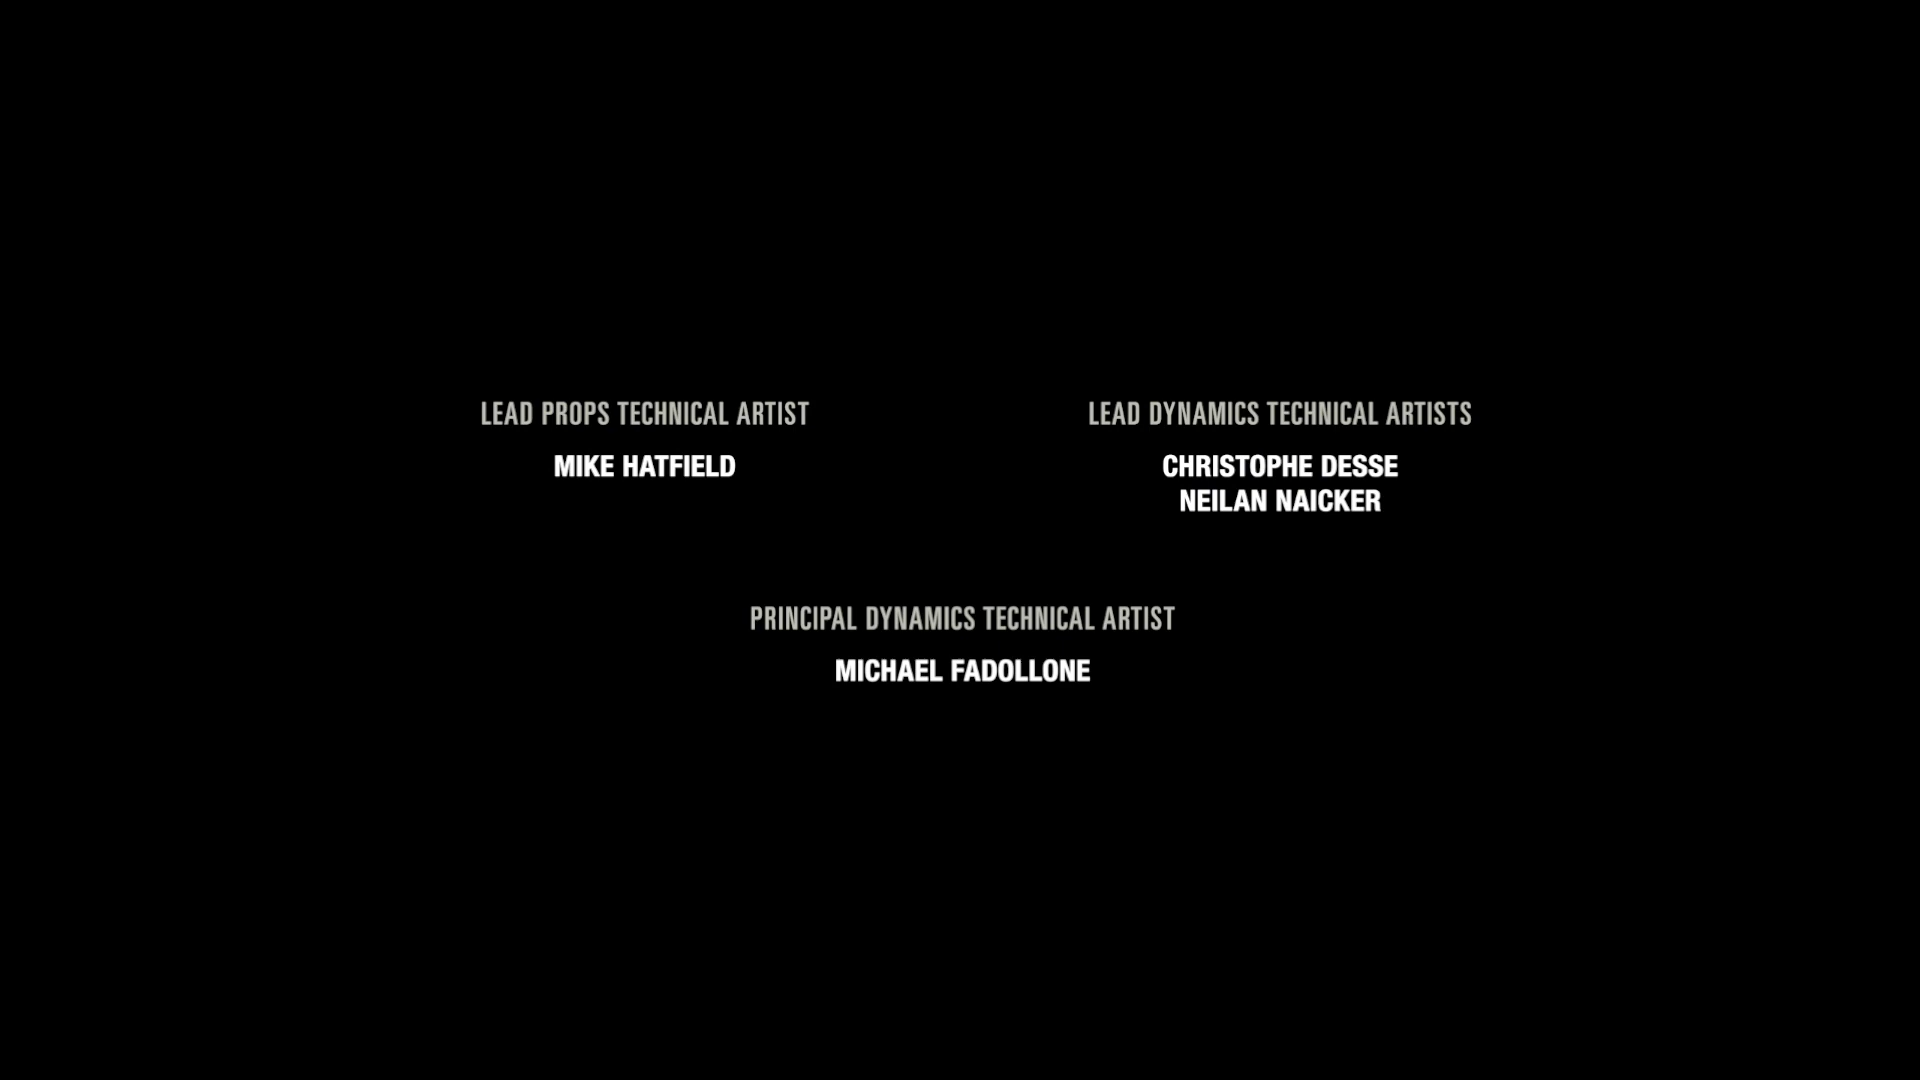 LEAD PROPS TECHNICAL ARTIST
MIKE HATFIELD
LEAD DYNAMICS TECHNICAL ARTISTS
CHRISTOPHE DESSE
NEILAN NAICKER
PRINCIPAL DYNAMICS TECHNICAL ARTIST
MICHAEL FADOLLONE